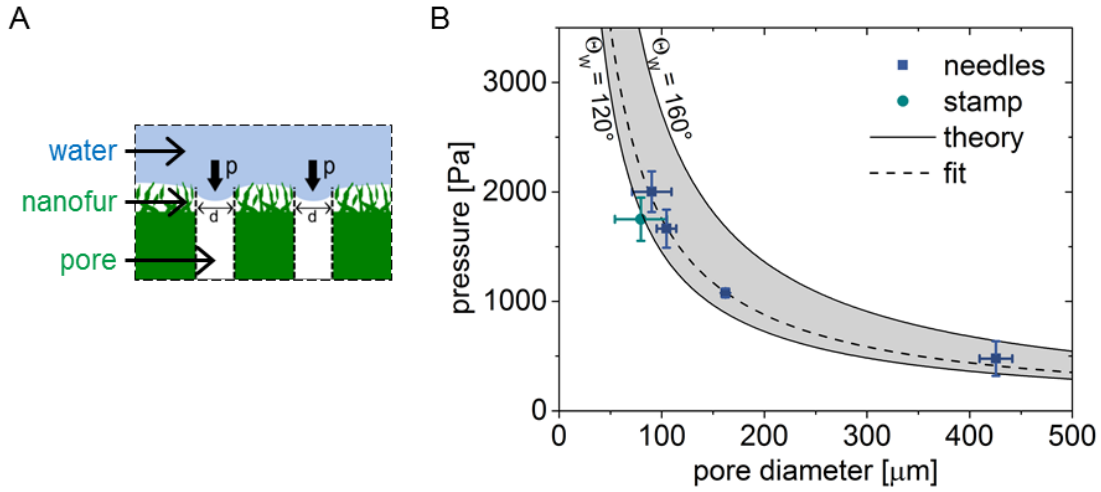 A
water
nanofur
pore
p
p
d
d
B
pressure [Pa]
3000
2000
1000
0
Θw = 120°
Θw = 160°
needles
stamp
theory
fit
0
100
200
300
400
500
pore diameter [μm]